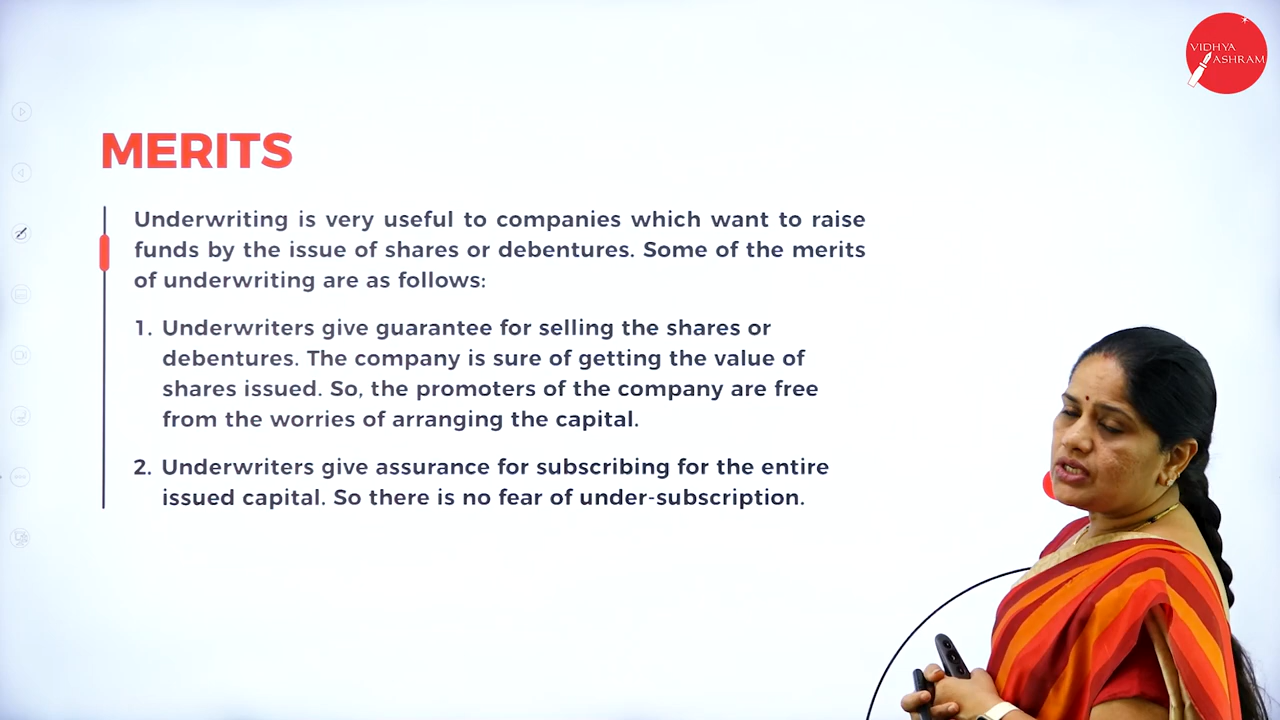 VIDHYA
ASHRAM
MERITS
Underwriting is very useful to companies which want to raise
funds by the issue of shares or debentures. Some of the merits
of underwriting are as follows:
1. Underwriters give guarantee for selling the shares or
debentures. The company is sure of getting the value of
shares issued. So, the promoters of the company are free
from the worries of arranging the capital.
2. Underwriters give assurance for subscribing for the entire
issued capital. So there is no fear of under-subscription.